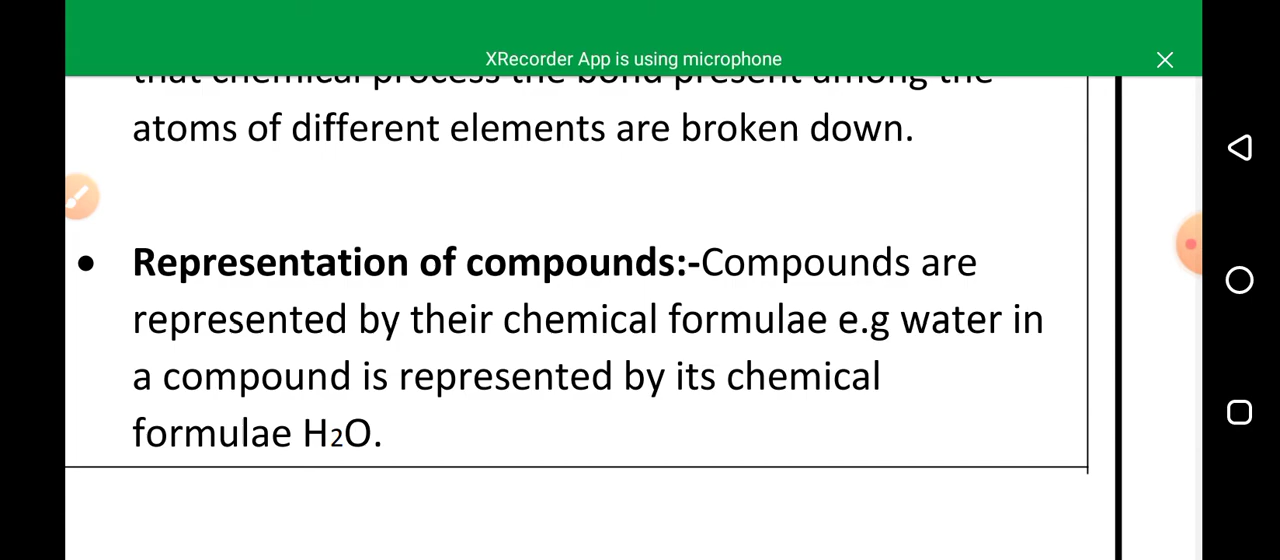 XRecorder App is using microphone
that chemical process the bond present among the
atoms of different elements are broken down.
• Representation of compounds:-Compounds are
represented by their chemical formulae e.g water in
a compound is represented by its chemical
formulae H₂O.